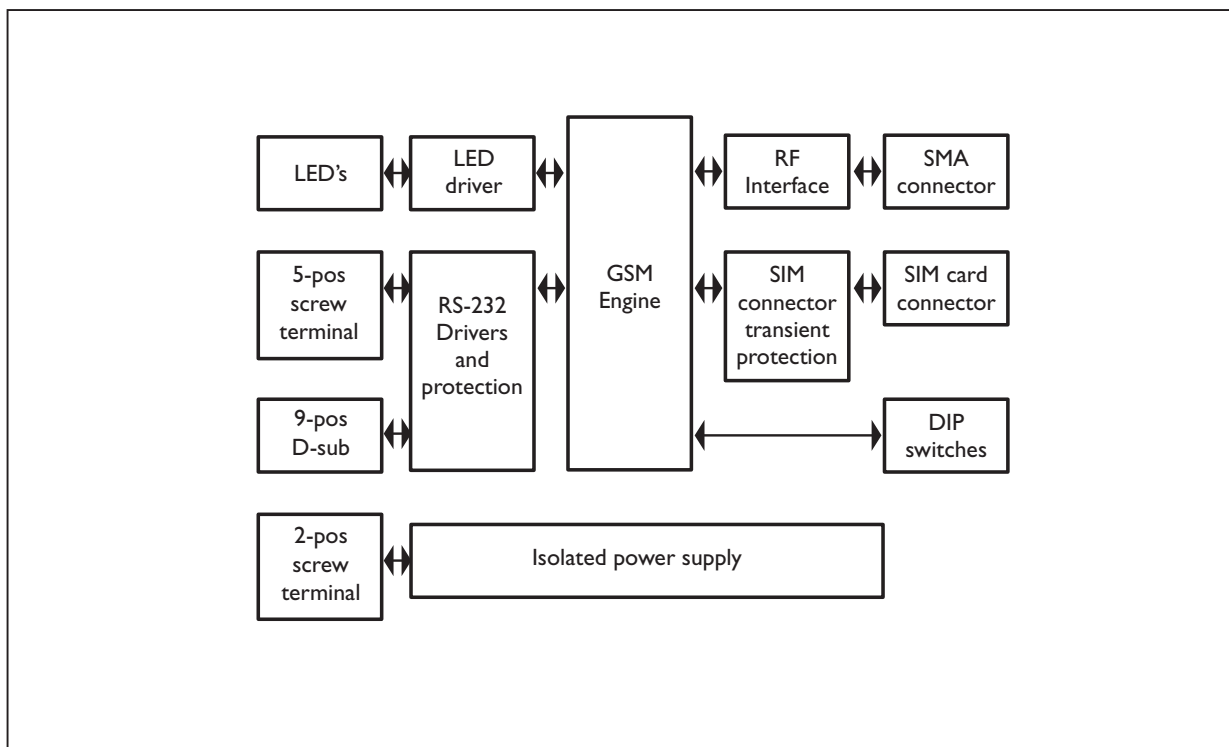 LED's
LED
driver
GSM
Engine
RF
Interface
SMA
connector
5-pos
screw
terminal
RS-232
Drivers
and
protection
SIM
connector
transient
protection
SIM card
connector
9-pos
D-sub
DIP
switches
2-pos
screw
terminal
Isolated power supply